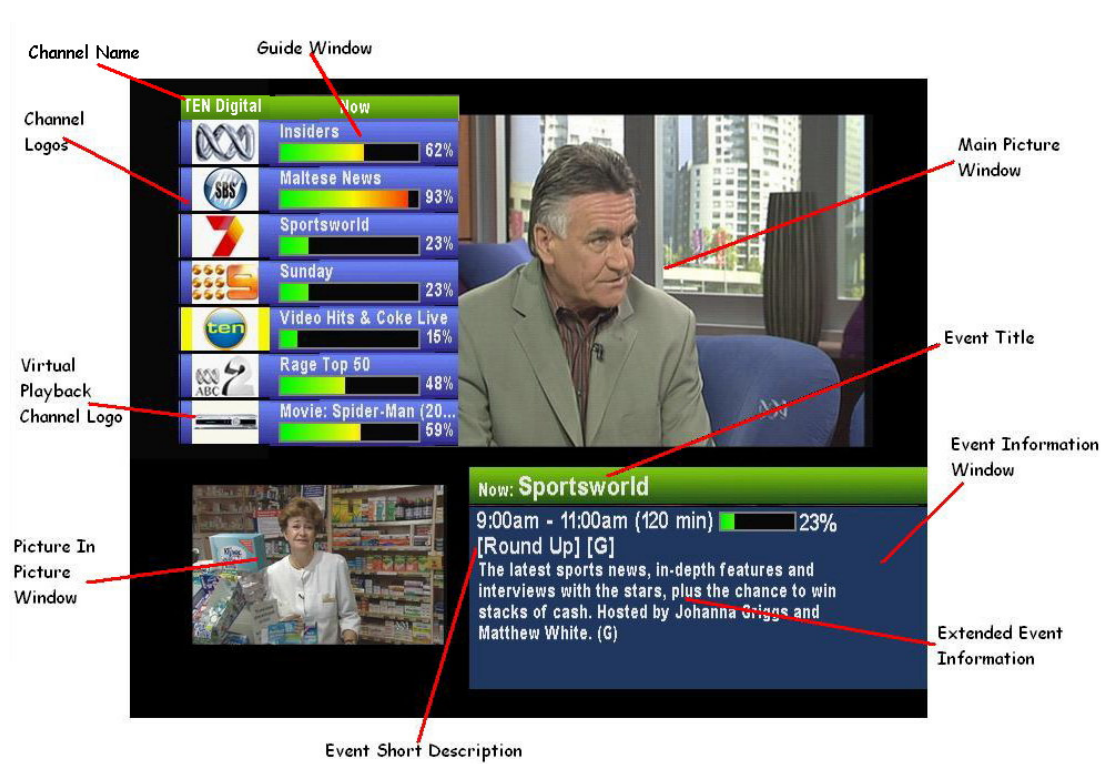 Channel Name
Guide Window
Channel
Logos
TEN Digital
Now
Insiders
62%
SBS
Maltese News
93%
Sportsworld
23%
Sunday
23%
ten
Video Hits & Coke Live
15%
ABC 2
Rage Top 50
48%
Movie: Spider-Man (20...
59%
Main Picture
Window
Virtual
Playback
Channel Logo
Event Title
Event Information
Window
Now: Sportsworld
9:00am - 11:00am (120 min) 23%
[Round Up] [G]
The latest sports news, in-depth features and
interviews with the stars, plus the chance to win
stacks of cash. Hosted by Johanna Griggs and
Matthew White. (G)
Picture In
Picture
Window
Extended Event
Information
Event Short Description